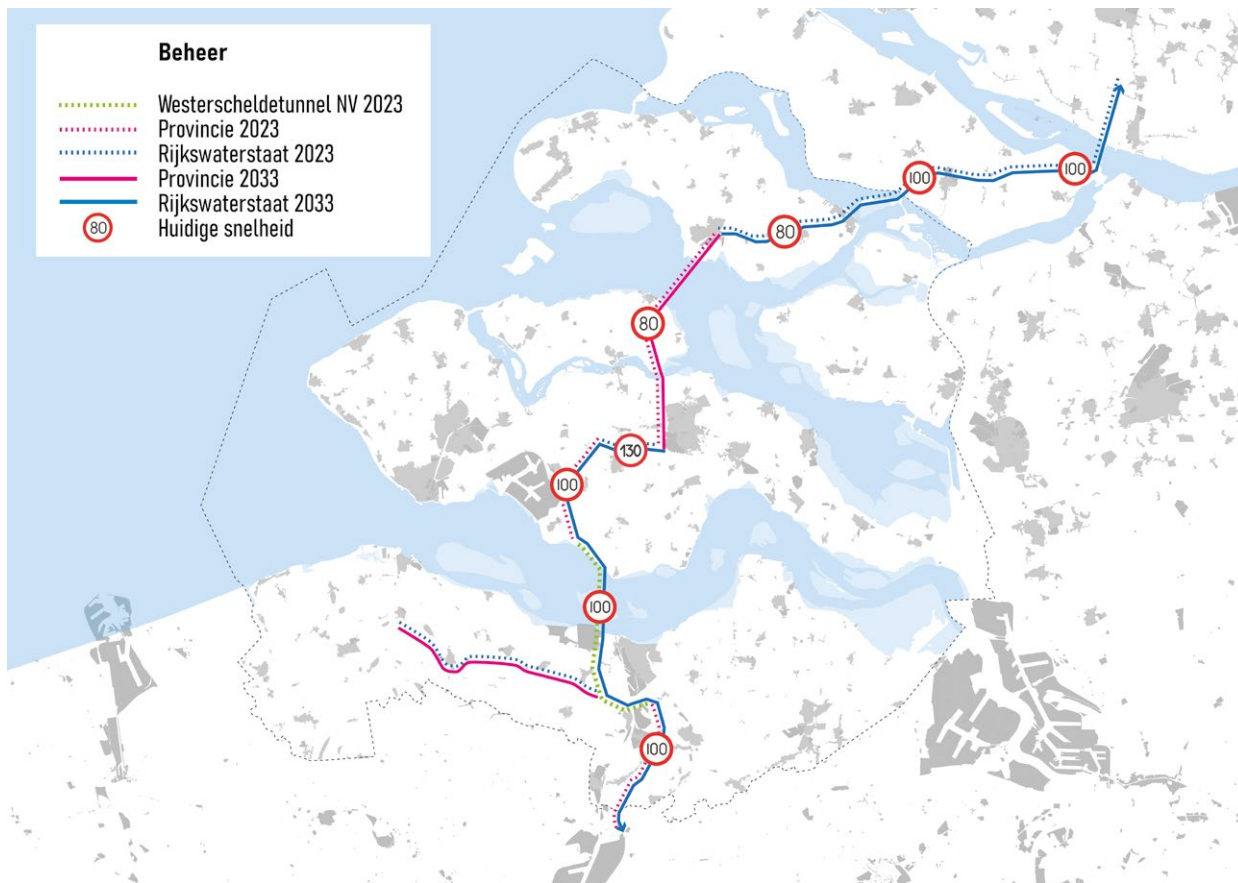 Beheer
Westerscheldetunnel NV 2023
Provincie 2023
Rijkswaterstaat 2023
Provincie 2033
Rijkswaterstaat 2033
80 Huidige snelheid
100
100
80
80
130
100
100
100